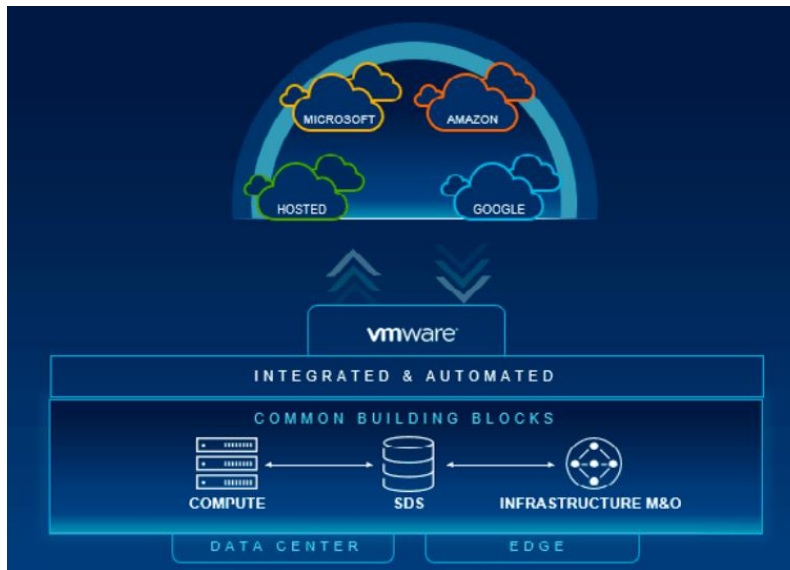 MICROSOFT
AMAZON
HOSTED
GOOGLE
vmware
INTEGRATED & AUTOMATED
COMMON BUILDING BLOCKS
COMPUTE
SDS
INFRASTRUCTURE M&O
DATA CENTER
EDGE